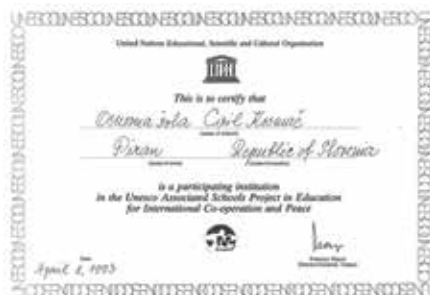 United Nations Educational, Scientific and Cultural Organization
This is to certify that
Osnovna šola Ciril Kosmač
Piran Republic of Slovenia
is a participating institution
in the Unesco Associated Schools Project in Education
for International Co-operation and Peace
Date
April 2, 1993